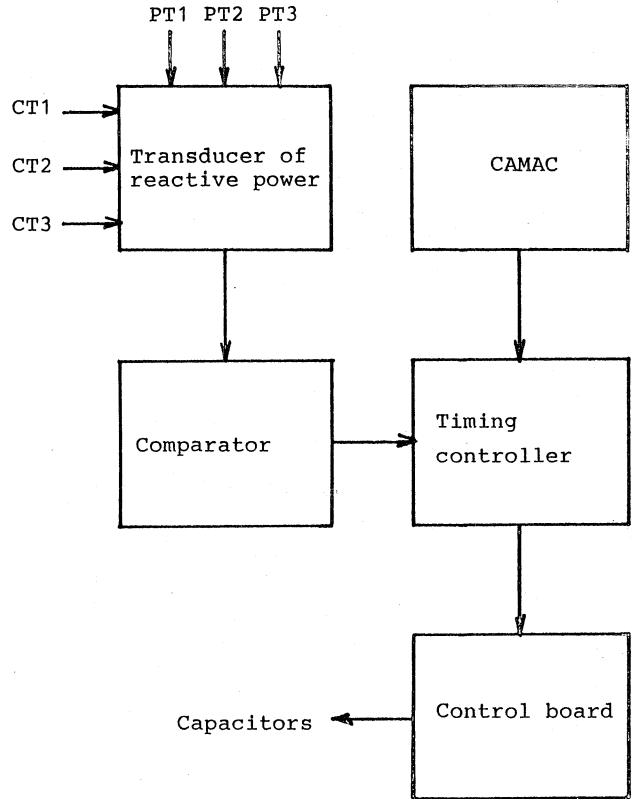 PT1 PT2 PT3
CT1
CT2
CT3
Transducer of
reactive power
CAMAC
Comparator
Timing
controller
Control board
Capacitors